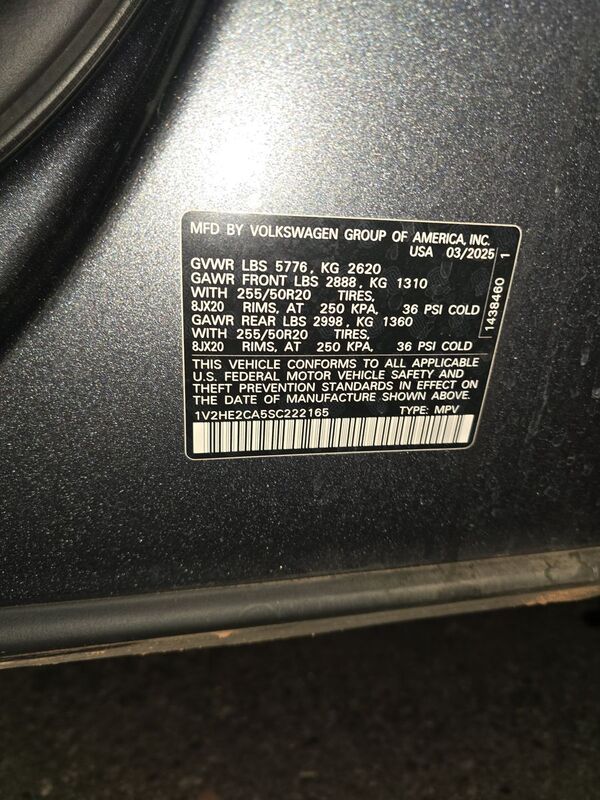 MFD BY VOLKSWAGEN GROUP OF AMERICA, INC.
USA 03/2025
GVWR LBS 5776, KG 2620
GAWR FRONT LBS 2888, KG 1310
WITH 255/50R20 TIRES,
8JX20 RIMS, AT 250 KPA, 36 PSI COLD
GAWR REAR LBS 2998, KG 1360
WITH 255/50R20 TIRES,
8JX20 RIMS, AT 250 KPA, 36 PSI COLD
THIS VEHICLE CONFORMS TO ALL APPLICABLE
U.S. FEDERAL MOTOR VEHICLE SAFETY AND
THEFT PREVENTION STANDARDS IN EFFECT ON
THE DATE OF MANUFACTURE SHOWN ABOVE.
1V2HE2CA5SC222165 TYPE: MPV
1438460 1